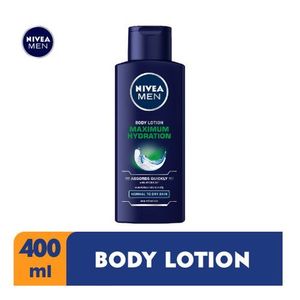 NIVEA
MEN
NIVEA
MEN
BODY LOTION
MAXIMUM
HYDRATION
ABSORBS QUICKLY
NORMAL TO DRY SKIN
400
ml
BODY LOTION